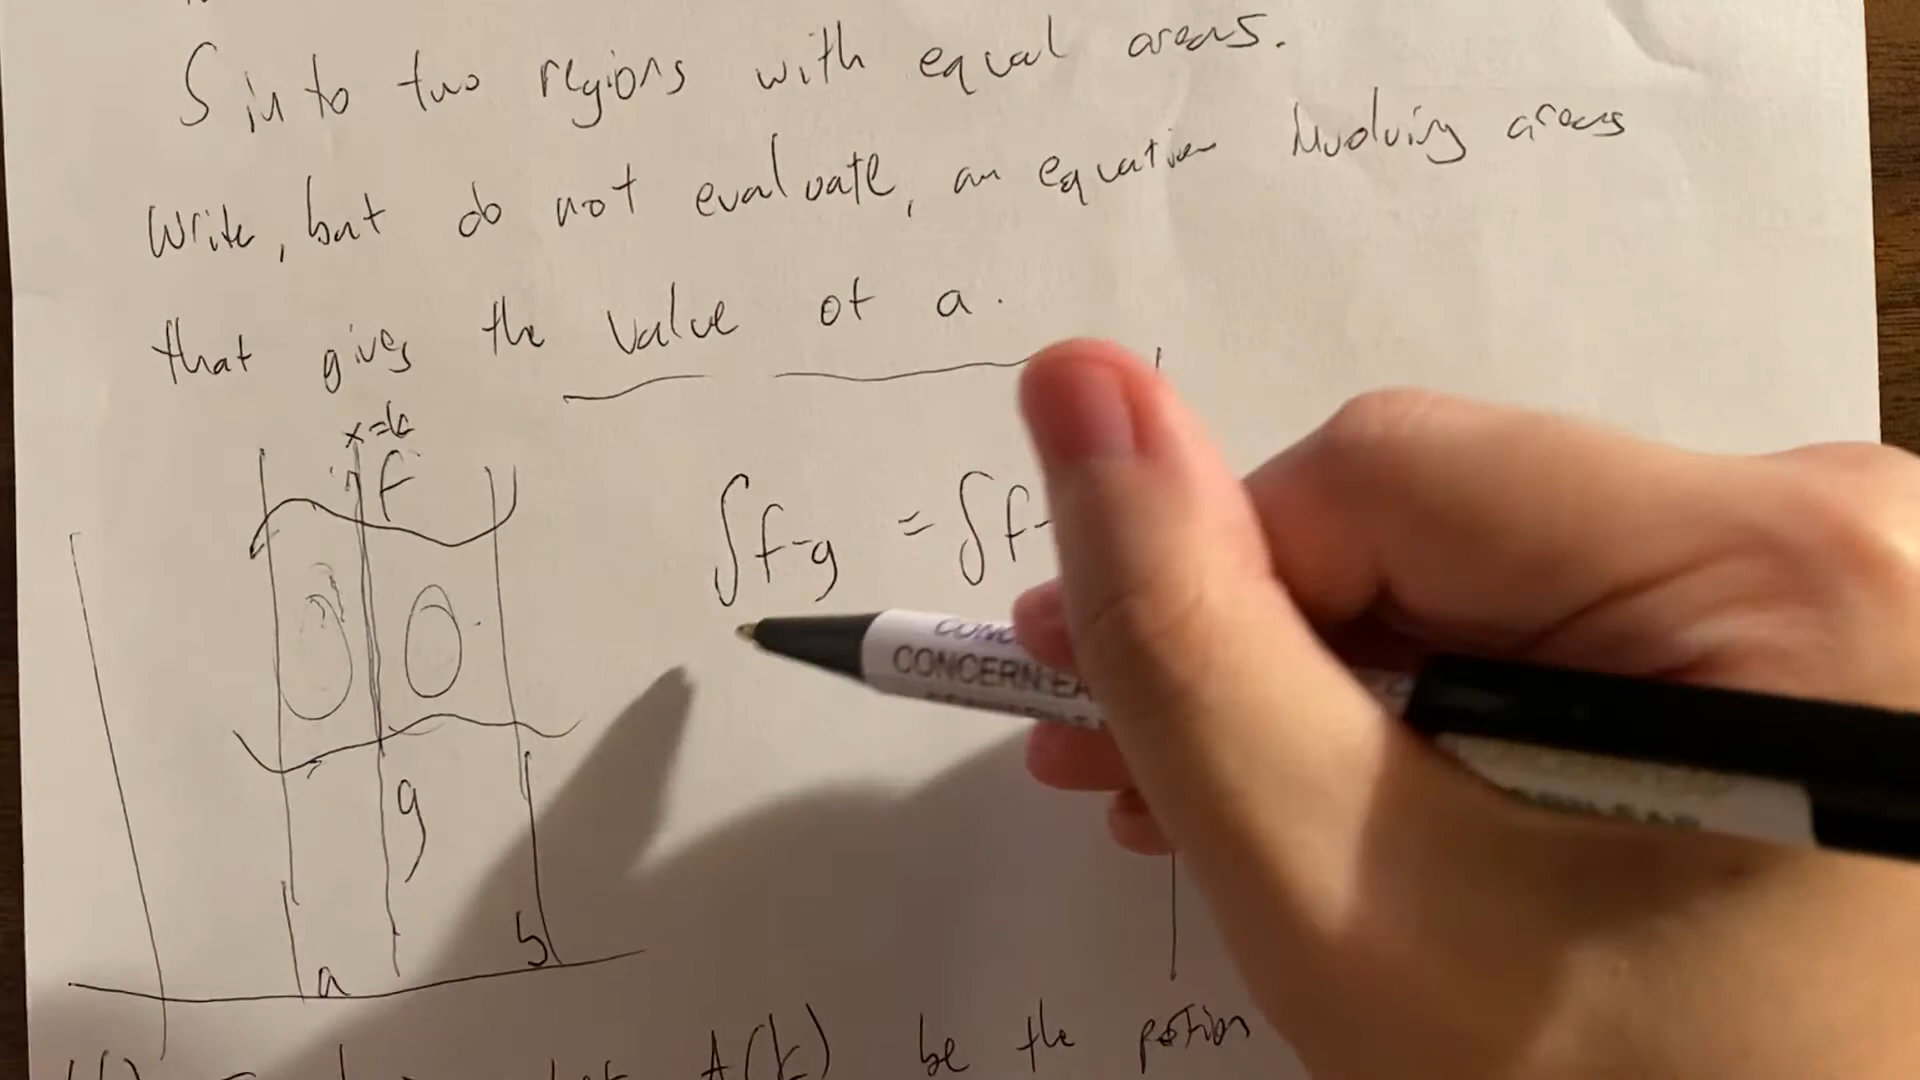 S into two regions with equal areas.
Write, but do not evaluate, an equation involving areas
that gives the value of a.
x=k
f
∫f-g = ∫f-
CONCERN:EA
g
a
b
A(k) be the portion